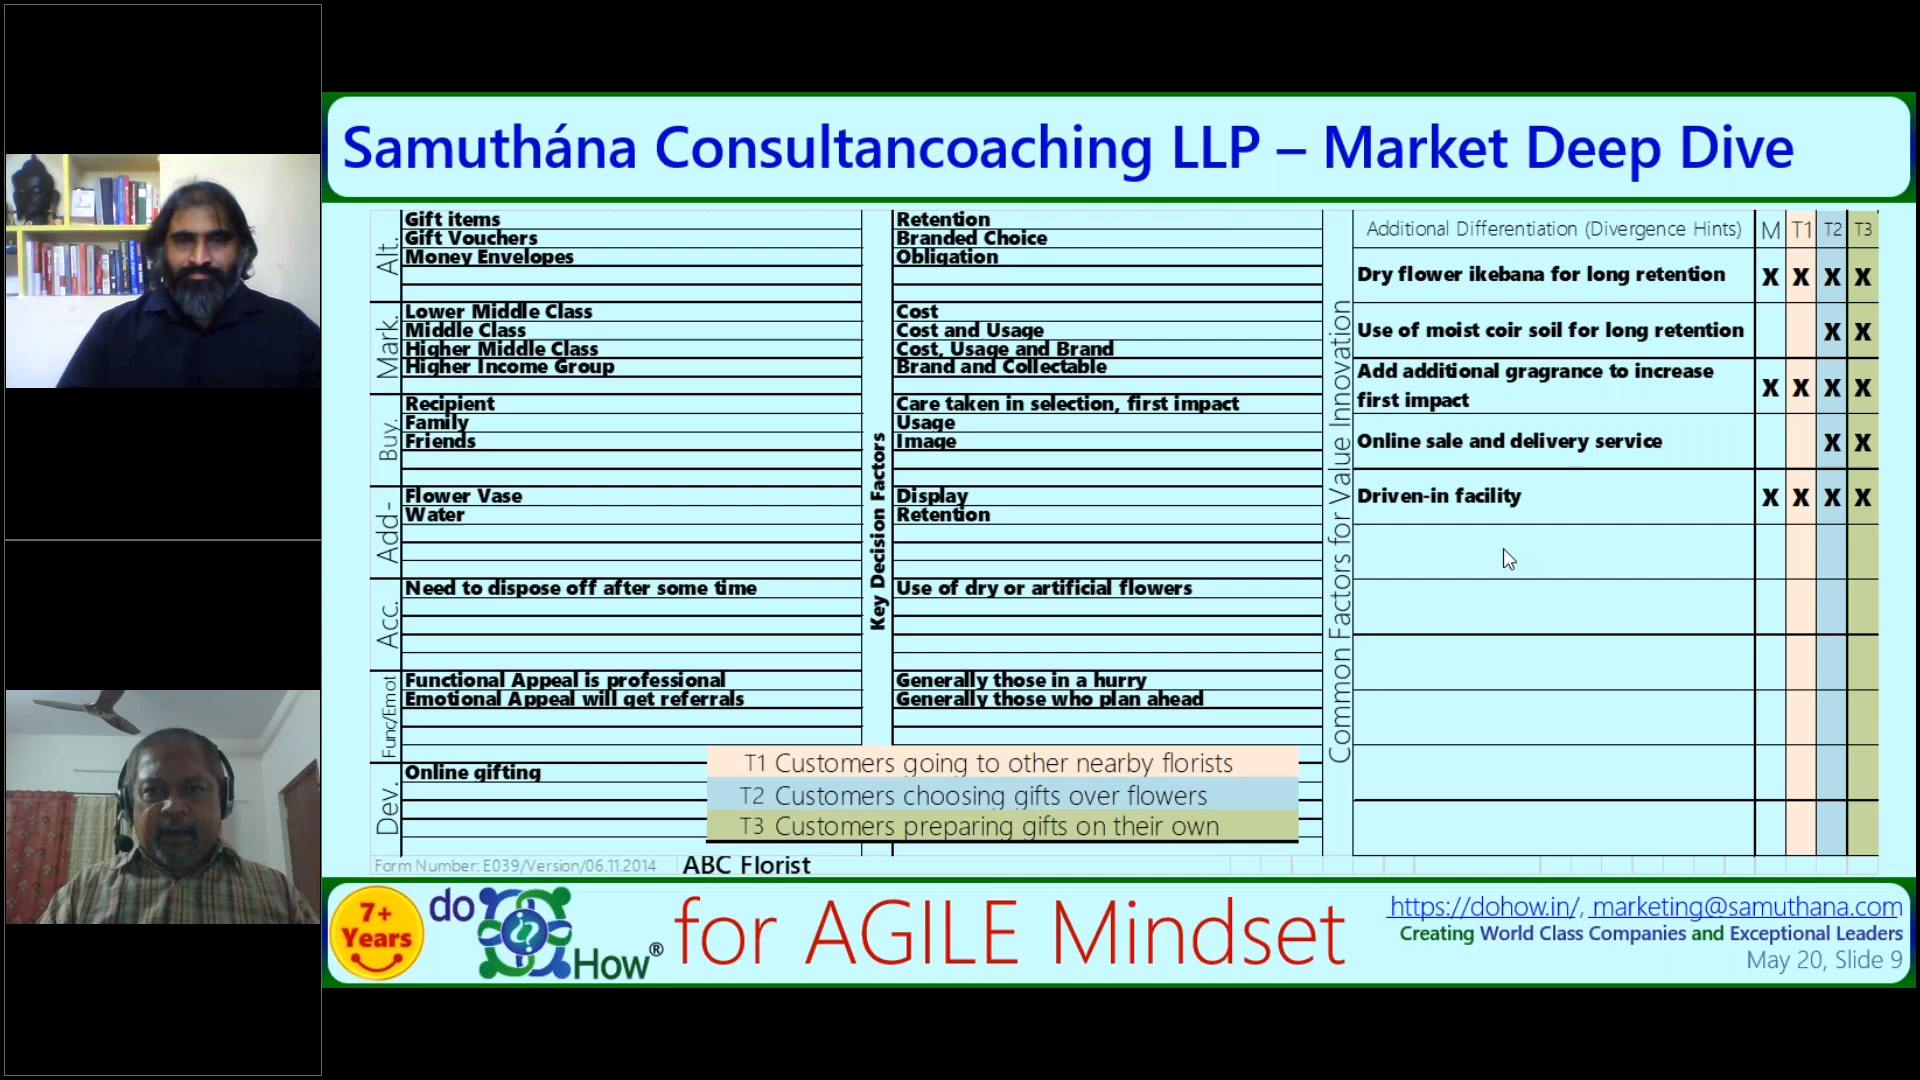 Samuthána Consultancoaching LLP – Market Deep Dive
Alt.
Gift items
Gift Vouchers
Money Envelopes
Mark.
Lower Middle Class
Middle Class
Higher Middle Class
Higher Income Group
Buy.
Recipient
Family
Friends
Add-
Flower Vase
Water
Acc.
Need to dispose off after some time
Func/Emot
Functional Appeal is professional
Emotional Appeal will get referrals
Dev.
Online gifting
Key Decision Factors
Retention
Branded Choice
Obligation
Cost
Cost and Usage
Cost, Usage and Brand
Brand and Collectable
Care taken in selection, first impact
Usage
Image
Display
Retention
Use of dry or artificial flowers
Generally those in a hurry
Generally those who plan ahead
T1 Customers going to other nearby florists
T2 Customers choosing gifts over flowers
T3 Customers preparing gifts on their own
Common Factors for Value Innovation
Additional Differentiation (Divergence Hints) M T1 T2 T3
Dry flower ikebana for long retention X X X X
Use of moist coir soil for long retention X X
Add additional gragrance to increase
first impact X X X X
Online sale and delivery service X X
Driven-in facility X X X X
Form Number: E039/Version/06.11.2014 ABC Florist
7+
Years
do
How®
for AGILE Mindset
https://dohow.in/, marketing@samuthana.com
Creating World Class Companies and Exceptional Leaders
May 20, Slide 9